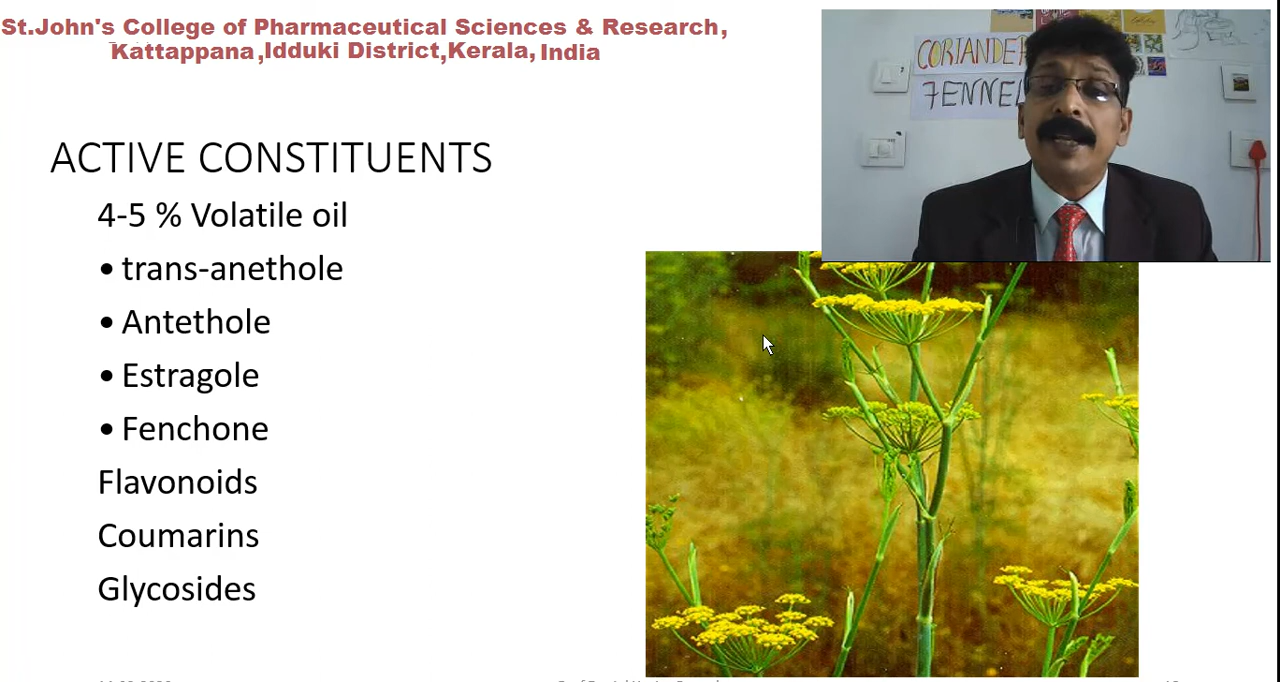 St.John's College of Pharmaceutical Sciences & Research,
Kattappana,Idduki District,Kerala, India
CORIANDE
FENNEL
ACTIVE CONSTITUENTS
4-5 % Volatile oil
• trans-anethole
• Antethole
• Estragole
• Fenchone
Flavonoids
Coumarins
Glycosides